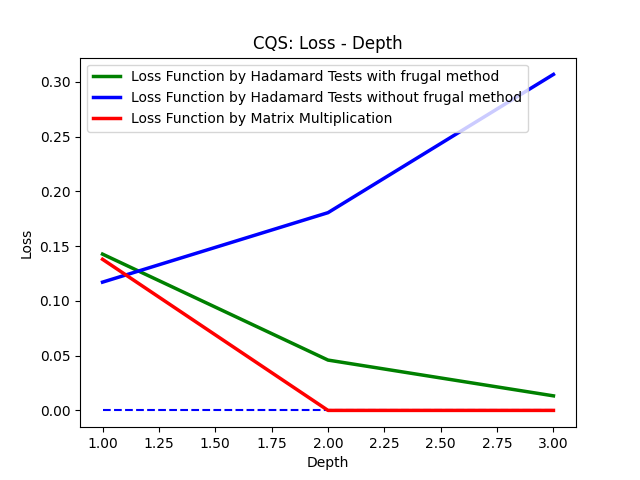 CQS: Loss - Depth
Loss Function by Hadamard Tests with frugal method
Loss Function by Hadamard Tests without frugal method
Loss Function by Matrix Multiplication
0.30
0.25
0.20
0.15
0.10
0.05
0.00
Loss
1.00 1.25 1.50 1.75 2.00 2.25 2.50 2.75 3.00
Depth